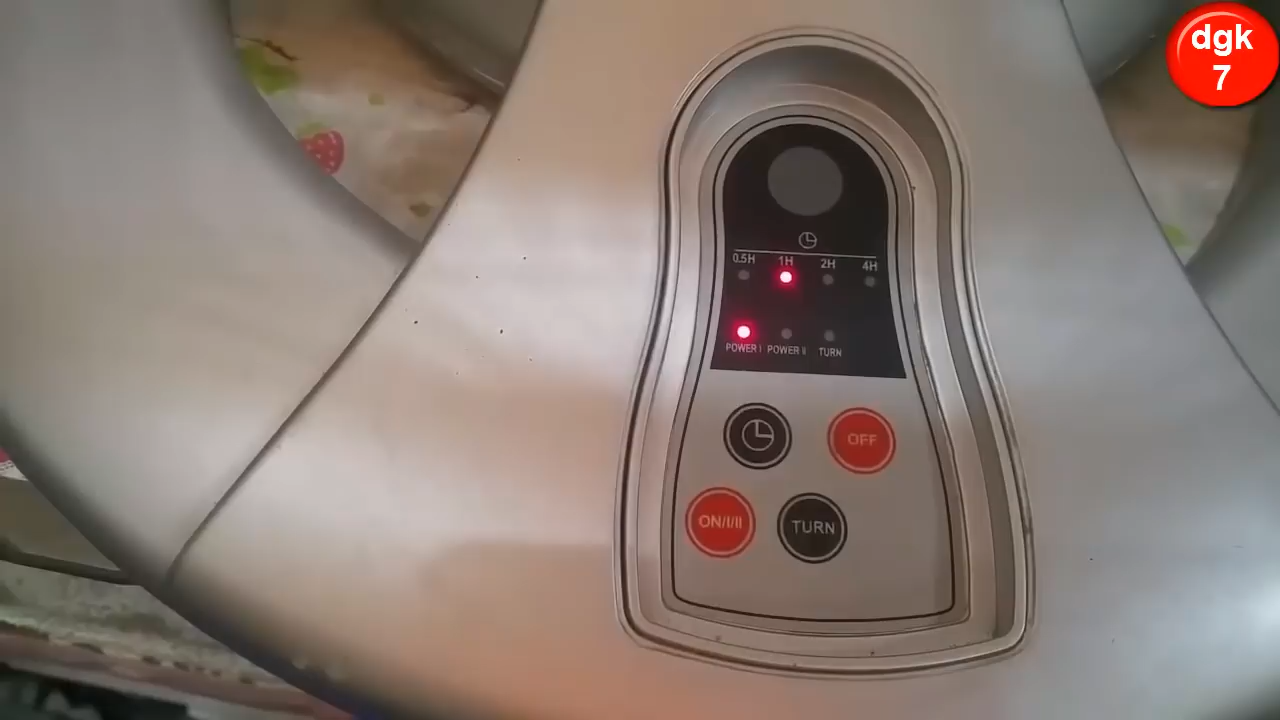 dgk
7
0.5H 1H 2H 4H
POWER I POWER II TURN
OFF
ON/I/II
TURN